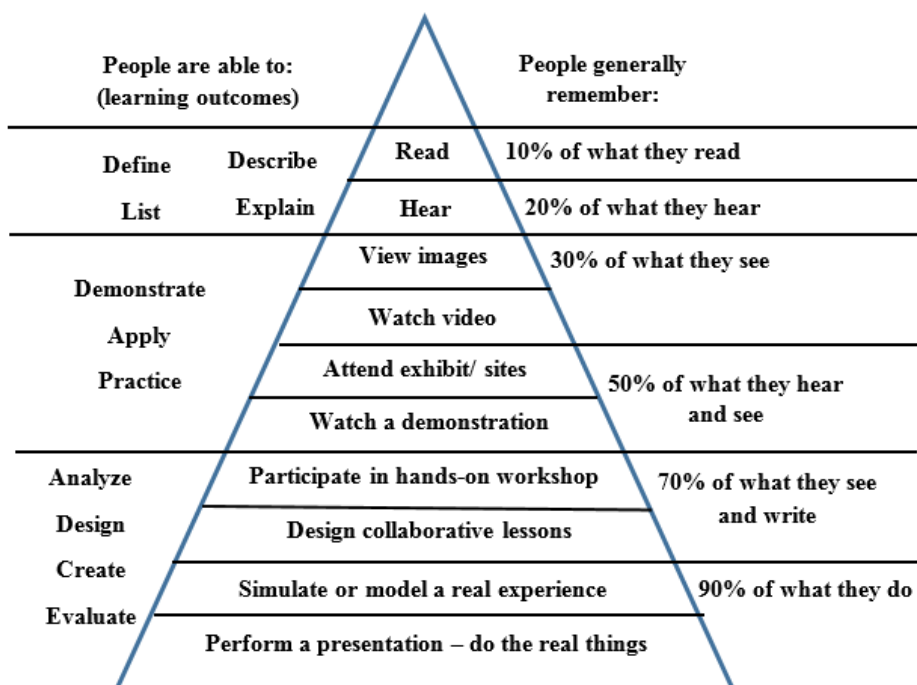 People are able to:
(learning outcomes)
People generally
remember:
Define
Describe
List
Explain
Read
10% of what they read
Hear
20% of what they hear
Demonstrate
Apply
Practice
View images
30% of what they see
Watch video
Attend exhibit/ sites
50% of what they hear
and see
Watch a demonstration
Analyze
Design
Create
Evaluate
Participate in hands-on workshop
70% of what they see
and write
Design collaborative lessons
Simulate or model a real experience
90% of what they do
Perform a presentation – do the real things